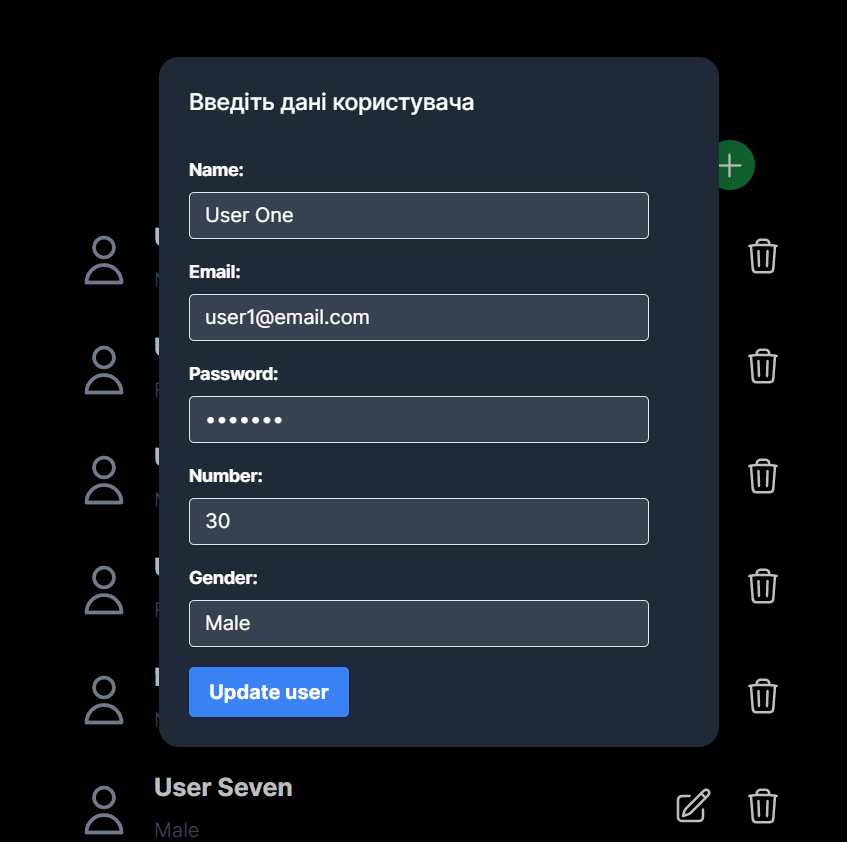 Введіть дані користувача
Name:
User One
Email:
user1@email.com
Password:
•••••••
Number:
30
Gender:
Male
Update user
User Seven
Male